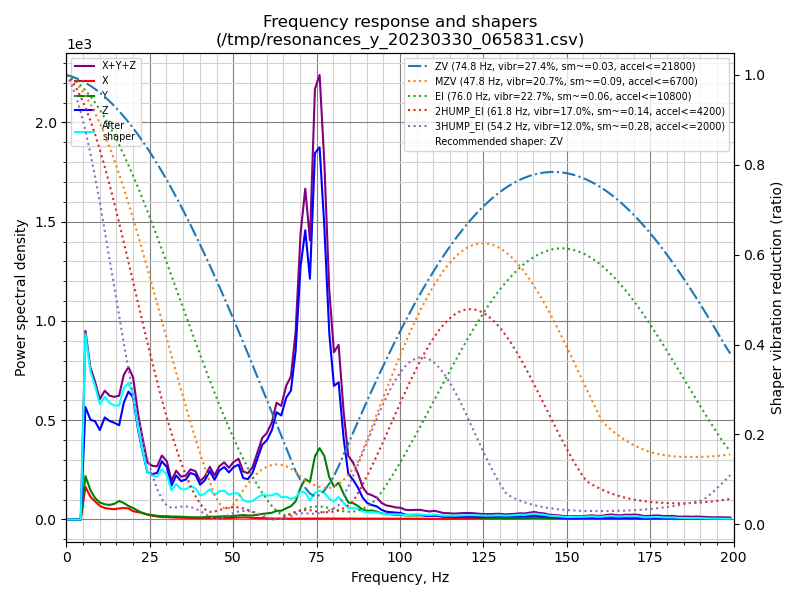 Frequency response and shapers
(/tmp/resonances_y_20230330_065831.csv)
1e3
X+Y+Z
X
Y
Z
After
shaper
ZV (74.8 Hz, vibr=27.4%, sm~=0.03, accel<=21800)
MZV (47.8 Hz, vibr=20.7%, sm~=0.09, accel<=6700)
EI (76.0 Hz, vibr=22.7%, sm~=0.06, accel<=10800)
2HUMP_EI (61.8 Hz, vibr=17.0%, sm~=0.14, accel<=4200)
3HUMP_EI (54.2 Hz, vibr=12.0%, sm~=0.28, accel<=2000)
Recommended shaper: ZV
Power spectral density
2.0
1.5
1.0
0.5
0.0
1.0
0.8
0.6
0.4
0.2
0.0
Shaper vibration reduction (ratio)
0 25 50 75 100 125 150 175 200
Frequency, Hz